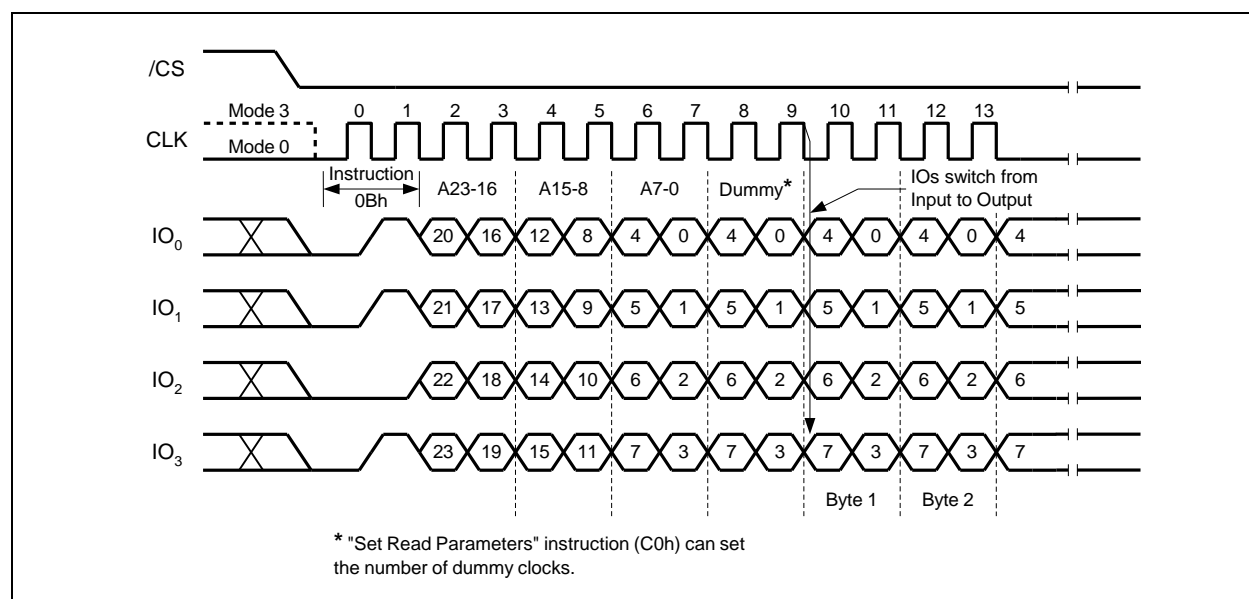 /CS
Mode 3 0 1 2 3 4 5 6 7 8 9 10 11 12 13
CLK
Mode 0
Instruction
0Bh
A23-16 A15-8 A7-0 Dummy*
IOs switch from
Input to Output
IO0 20 16 12 8 4 0 4 0 4 0 4 0 4
IO1 21 17 13 9 5 1 5 1 5 1 5 1 5
IO2 22 18 14 10 6 2 6 2 6 2 6 2 6
IO3 23 19 15 11 7 3 7 3 7 3 7 3 7
Byte 1 Byte 2
* "Set Read Parameters" instruction (C0h) can set
the number of dummy clocks.